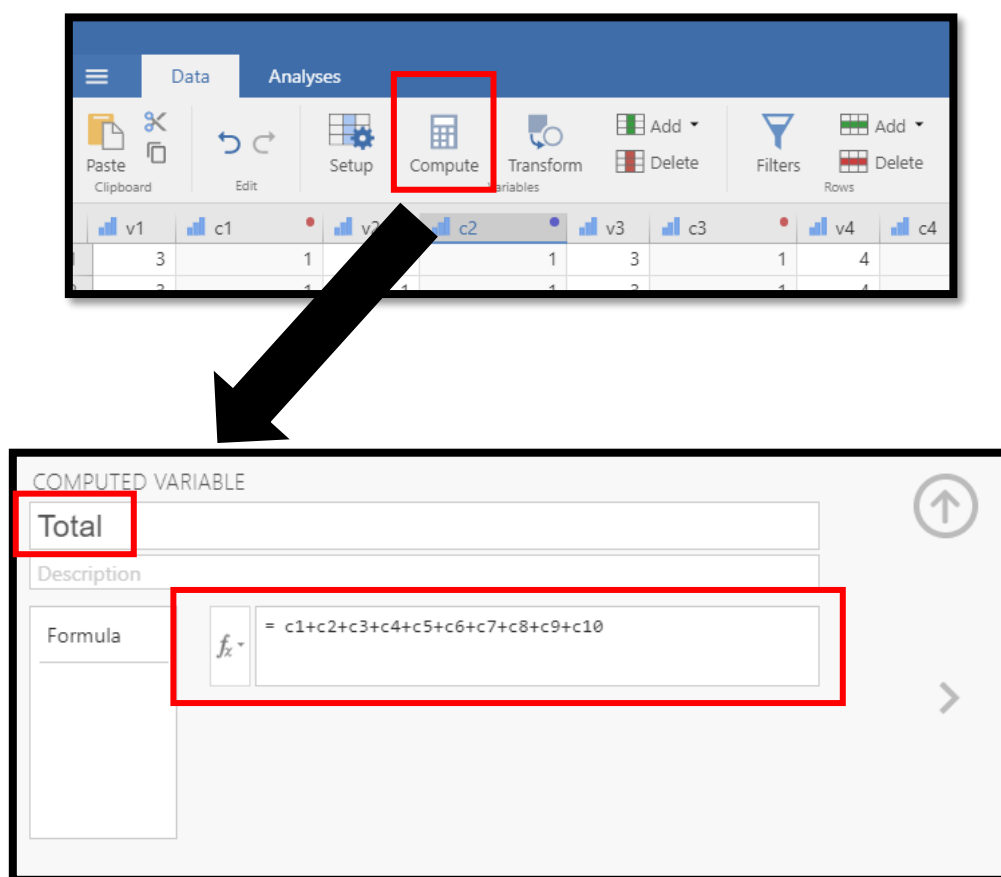 Data Analyses
Paste Setup Compute Transform Add Delete Filters Add Delete
Clipboard Edit Rows
v1 c1 c2 v3 c3 v4 c4
3 1 1 3 1 4
COMPUTED VARIABLE
Total
Description
Formula
fx = c1+c2+c3+c4+c5+c6+c7+c8+c9+c10